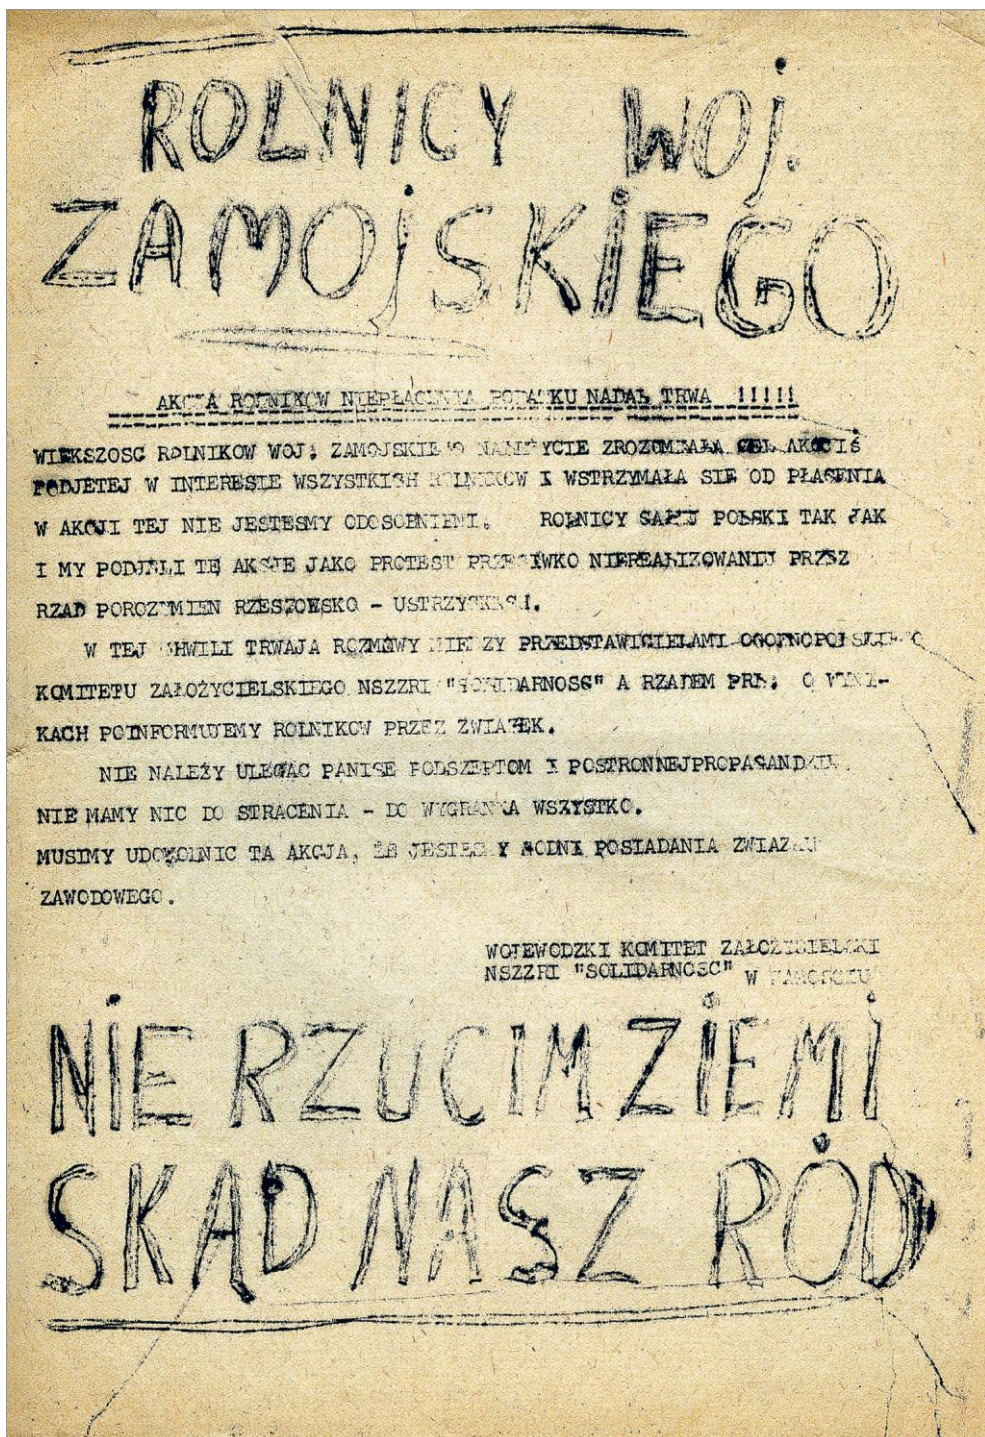 ROLNICY WOJ.
ZAMOJSKIEGO
AKCJA ROLNIKOW NIEPŁACENIA PODATKU NADAL TRWA !!!!!
WIEKSZOSC ROLNIKOW WOJ: ZAMOJSKIEGO NALEZYCIE ZROZUMIAŁA CEL AKCJI
PODJETEJ W INTERESIE WSZYSTKICH ROLNIKOW I WSTRZYMAŁA SIE OD PŁACENIA
W AKCJI TEJ NIE JESTESMY ODOSOBNIENI. ROLNICY CAŁEJ POLSKI TAK JAK
I MY PODJELI TĘ AKCJE JAKO PROTEST PRZECIWKO NIEREALIZOWANIU PRZEZ
RZAD POROZUMIEN RZESZOWSKO - USTRZYCKICH.
W TEJ CHWILI TRWAJA ROZMOWY MIEDZY PRZEDSTAWICIELAMI OGOLNOPOLSKIEGO
KOMITETU ZAŁOŻYCIELSKIEGO NSZZRI "SOLIDARNOSC" A RZADEM PRL. O WYNI-
KACH POINFORMUJEMY ROLNIKOW PRZEZ ZWIAZEK.
NIE NALEŻY ULEGAC PANICE PODSZEPTOM I POSTRONNEJPROPAGANDZIE.
NIE MAMY NIC DO STRACENIA - DO WYGRANIA WSZYSTKO.
MUSIMY UDOWODNIC TA AKCJA, ŻE JESTESMY GODNI POSIADANIA ZWIAZKU
ZAWODOWEGO.
WOJEWODZKI KOMITET ZAŁOŻYCIELSKI
NSZZRI "SOLIDARNOSC" W ZAMOSCIU
NIE RZUCIM ZIEMI
SKĄD NASZ RÓD